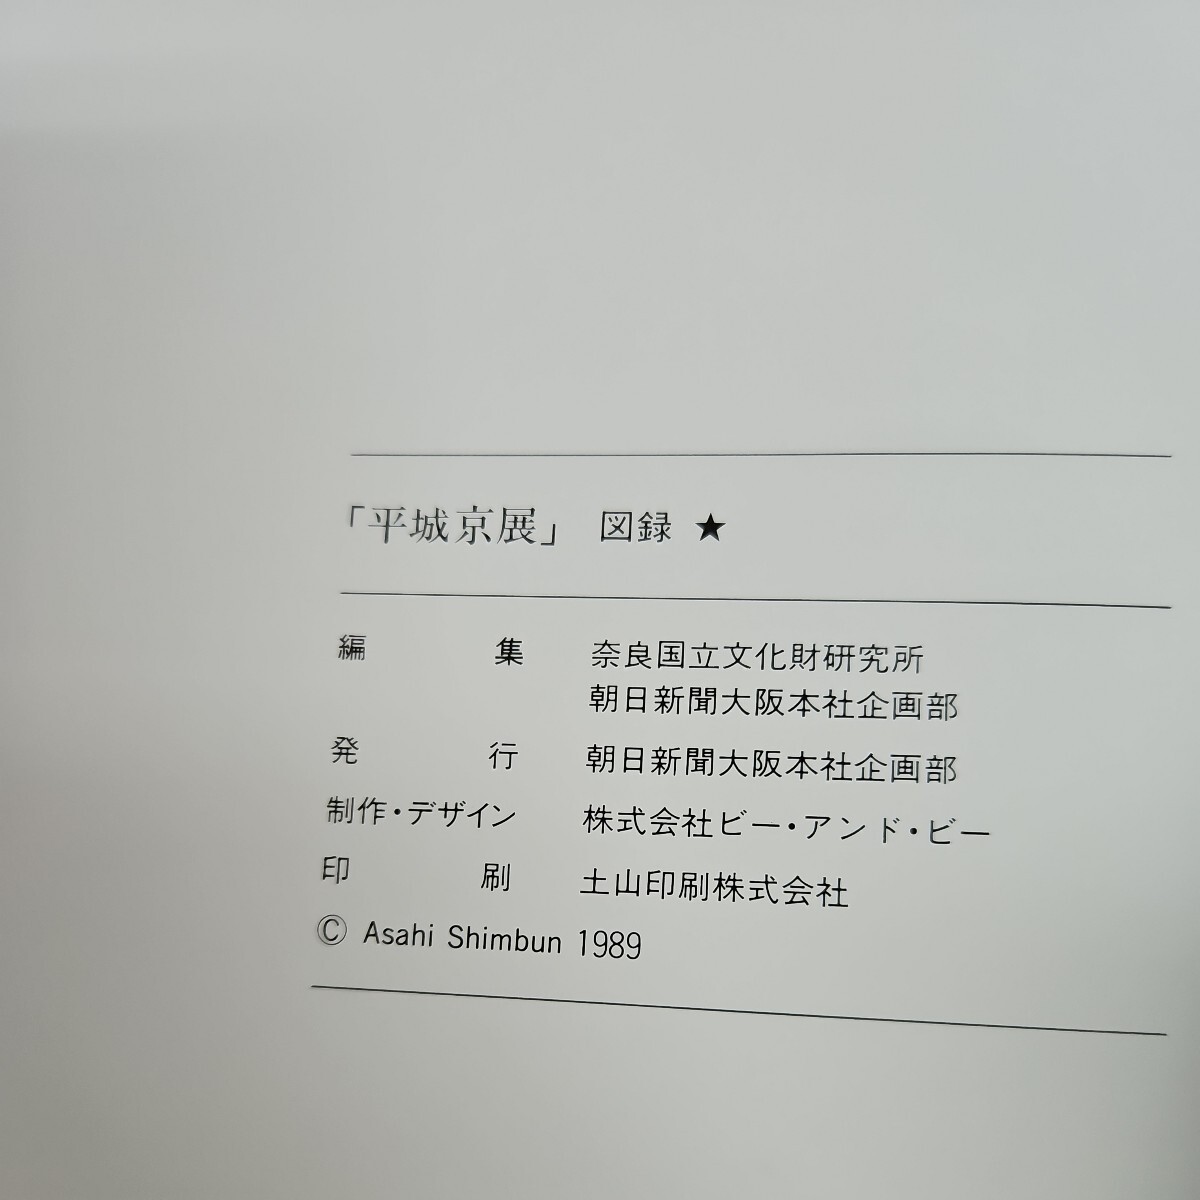 「平城京展」 図録 ★
編集 奈良国立文化財研究所
朝日新聞大阪本社企画部
発行 朝日新聞大阪本社企画部
制作・デザイン 株式会社ビー・アンド・ビー
印刷 土山印刷株式会社
© Asahi Shimbun 1989